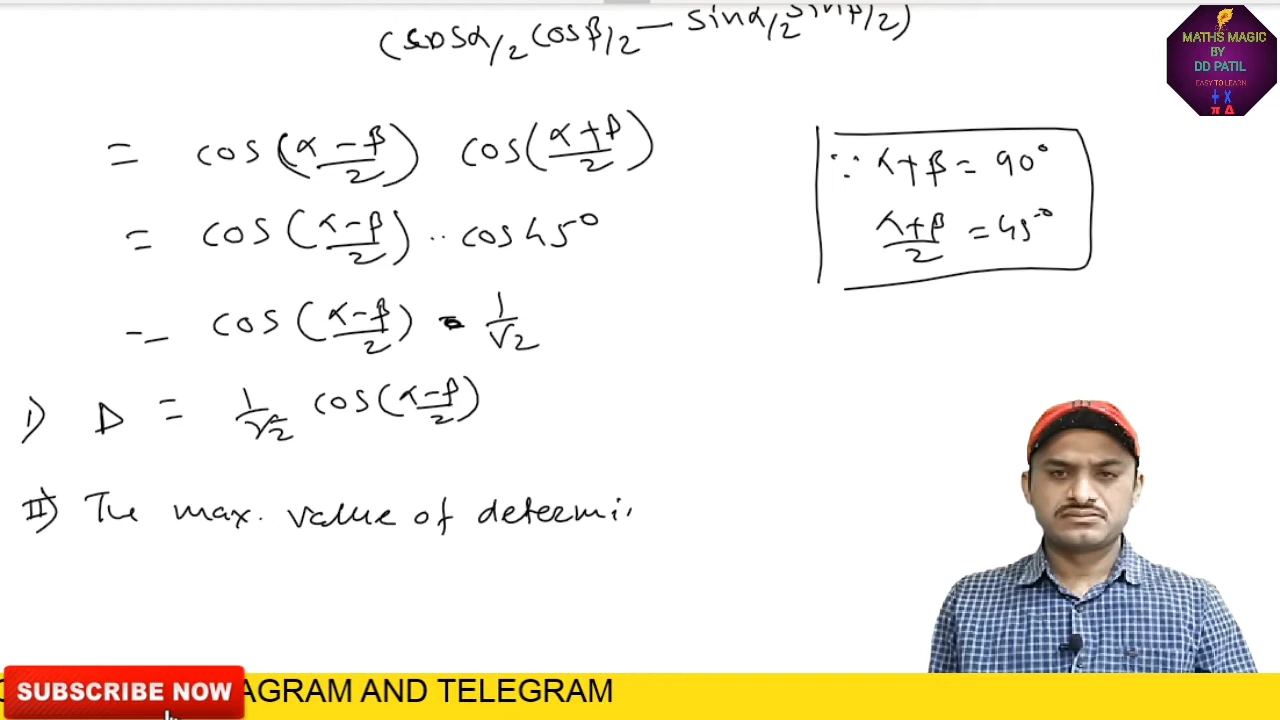 (cosα/2 cosβ/2 — sinα/2 sinβ/2)
MATHS MAGIC
BY
DD PATIL
EASY TO LEARN
+ X
π Δ
= cos(α-β/2) cos(α+β/2)
∵ α+β = 90°
= cos(α-β/2) .. cos45°
α+β/2 = 45°
= cos(α-β/2) · 1/√2
I) Δ = 1/√2 cos(α-β/2)
II) The max. value of determi
SUBSCRIBE NOW
AGRAM AND TELEGRAM